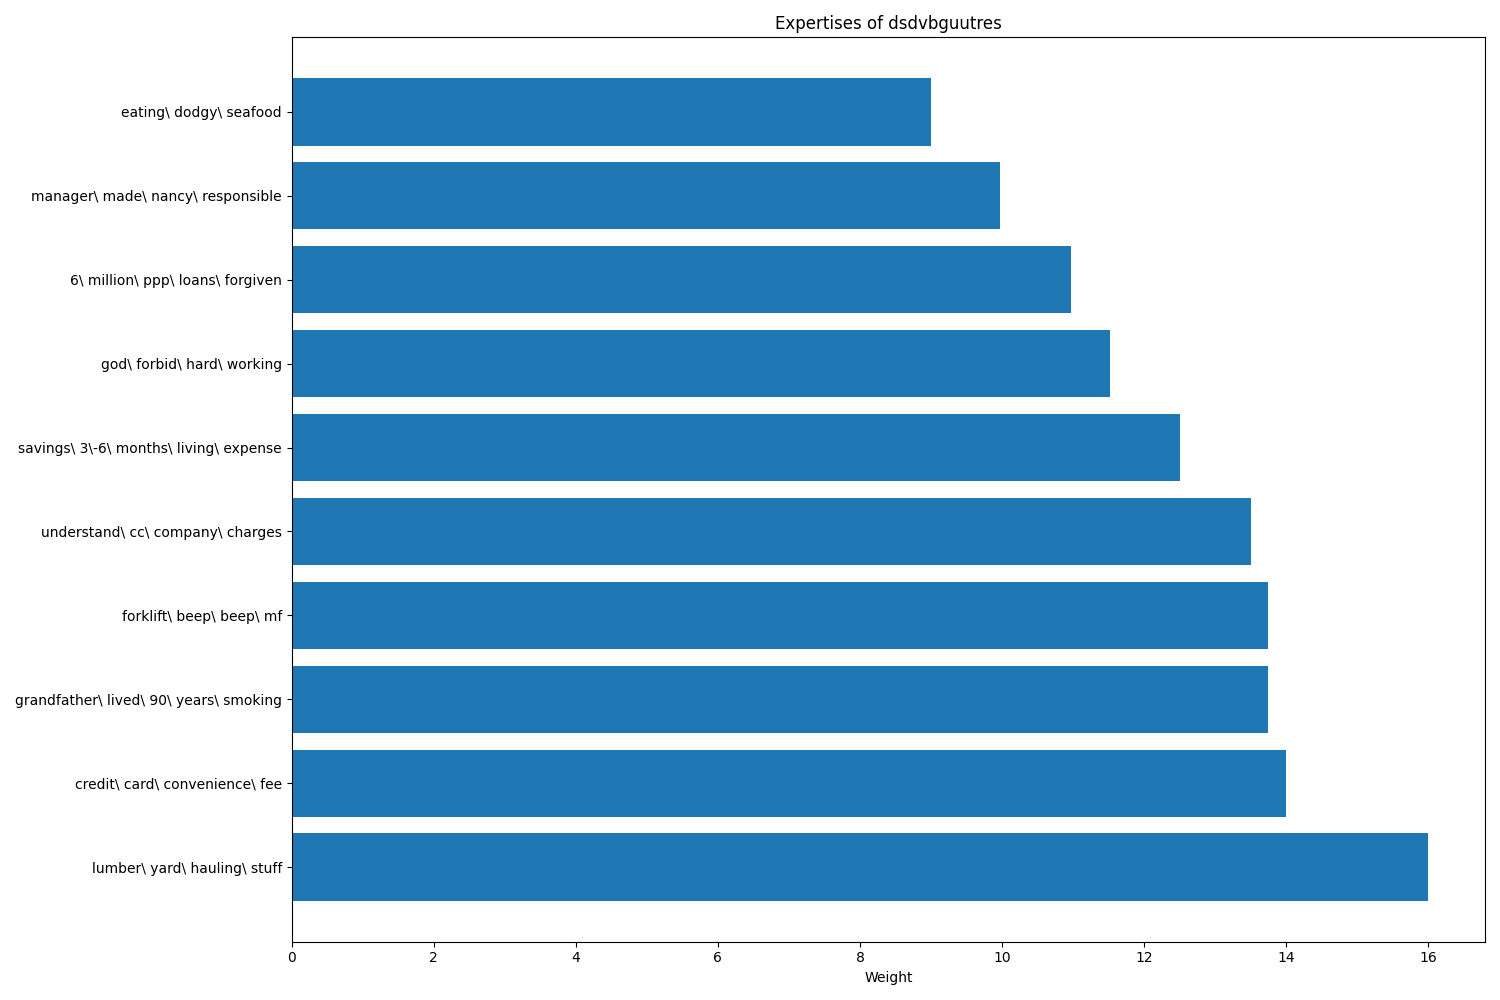 Expertises of dsdvbguutres
eating\ dodgy\ seafood
manager\ made\ nancy\ responsible
6\ million\ ppp\ loans\ forgiven
god\ forbid\ hard\ working
savings\ 3\-6\ months\ living\ expense
understand\ cc\ company\ charges
forklift\ beep\ beep\ mf
grandfather\ lived\ 90\ years\ smoking
credit\ card\ convenience\ fee
lumber\ yard\ hauling\ stuff
0 2 4 6 8 10 12 14 16
Weight